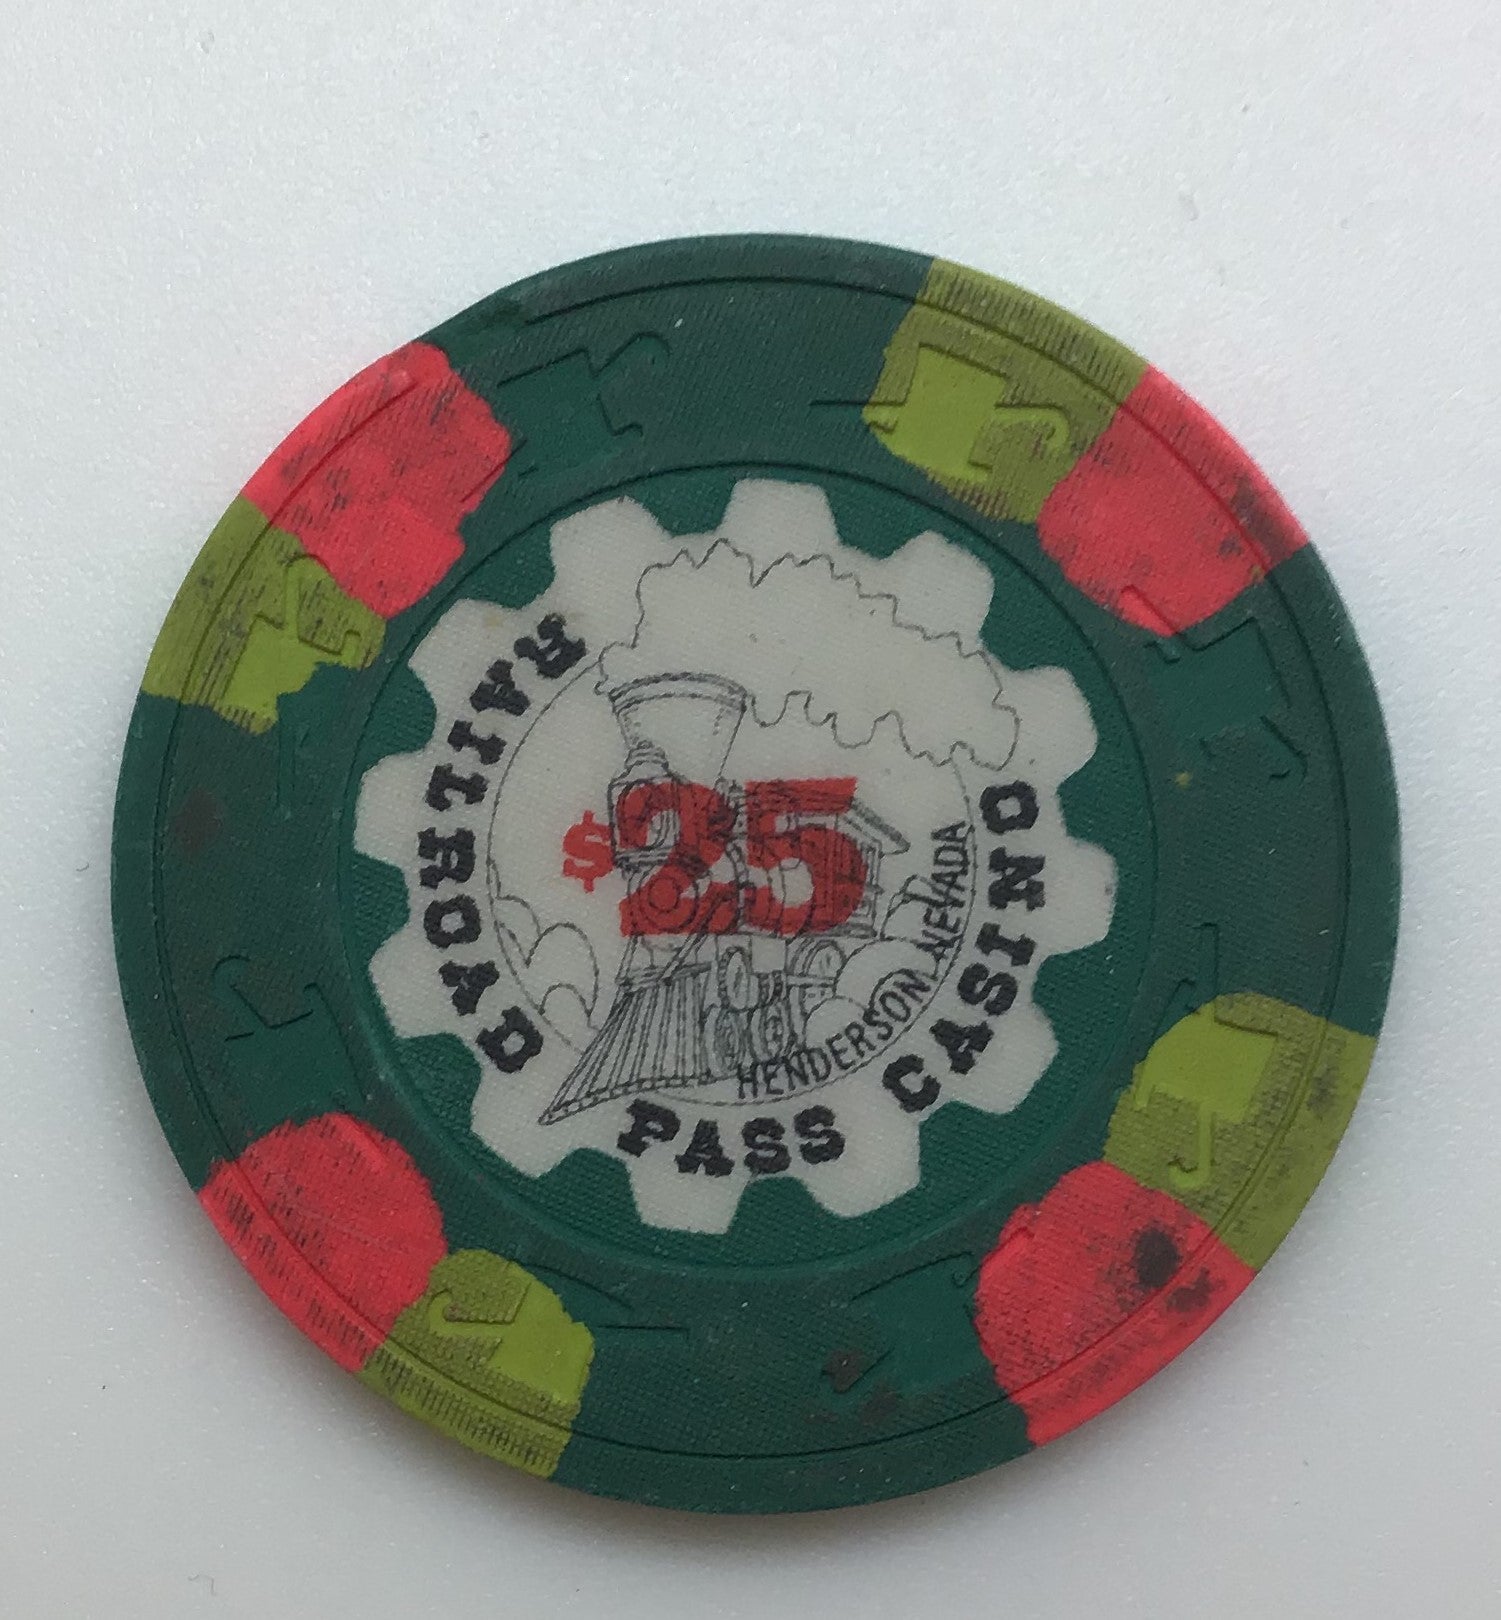 RAILROAD PASS CASINO
$25
HENDERSON, NEVADA